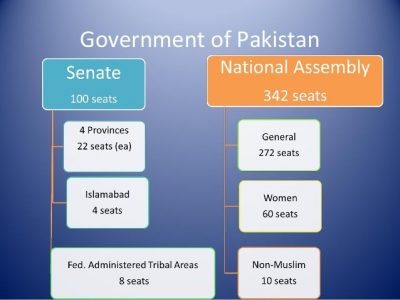 Government of Pakistan
Senate
100 seats
4 Provinces
22 seats (ea)
Islamabad
4 seats
Fed. Administered Tribal Areas
8 seats
National Assembly
342 seats
General
272 seats
Women
60 seats
Non-Muslim
10 seats